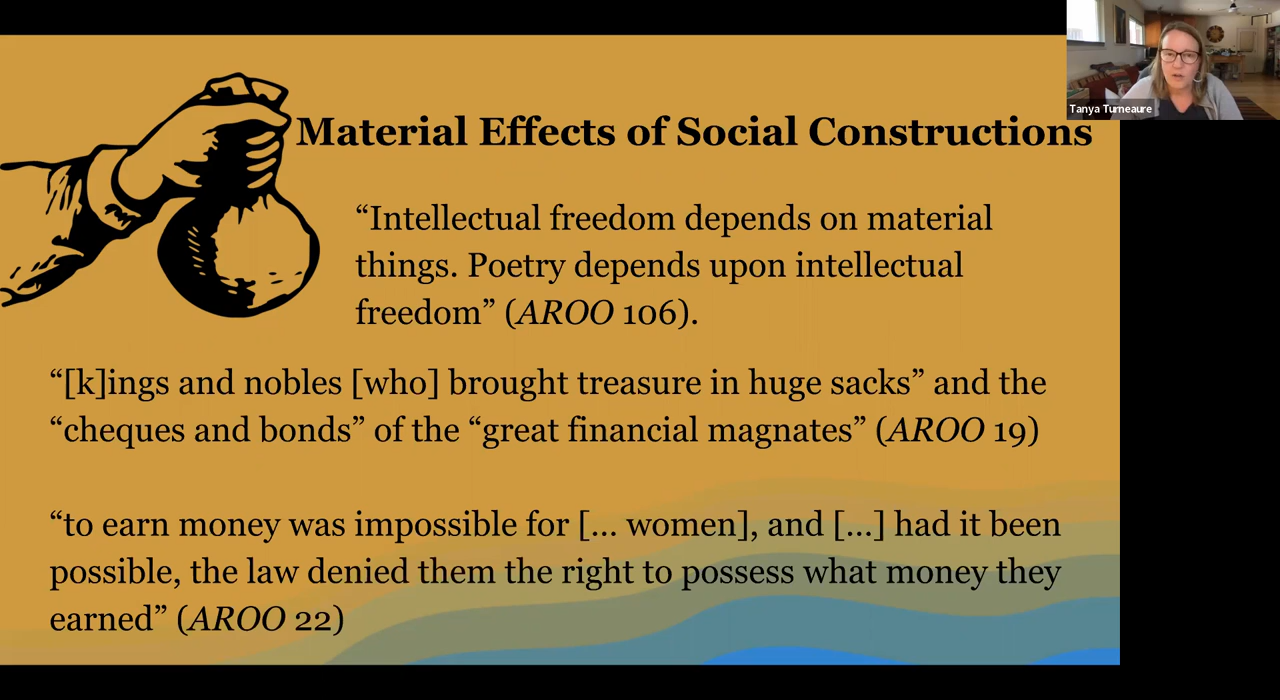 Tanya Turneaure
Material Effects of Social Constructions
“Intellectual freedom depends on material
things. Poetry depends upon intellectual
freedom” (AROO 106).
“[k]ings and nobles [who] brought treasure in huge sacks” and the
“cheques and bonds” of the “great financial magnates” (AROO 19)
“to earn money was impossible for [... women], and [...] had it been
possible, the law denied them the right to possess what money they
earned” (AROO 22)